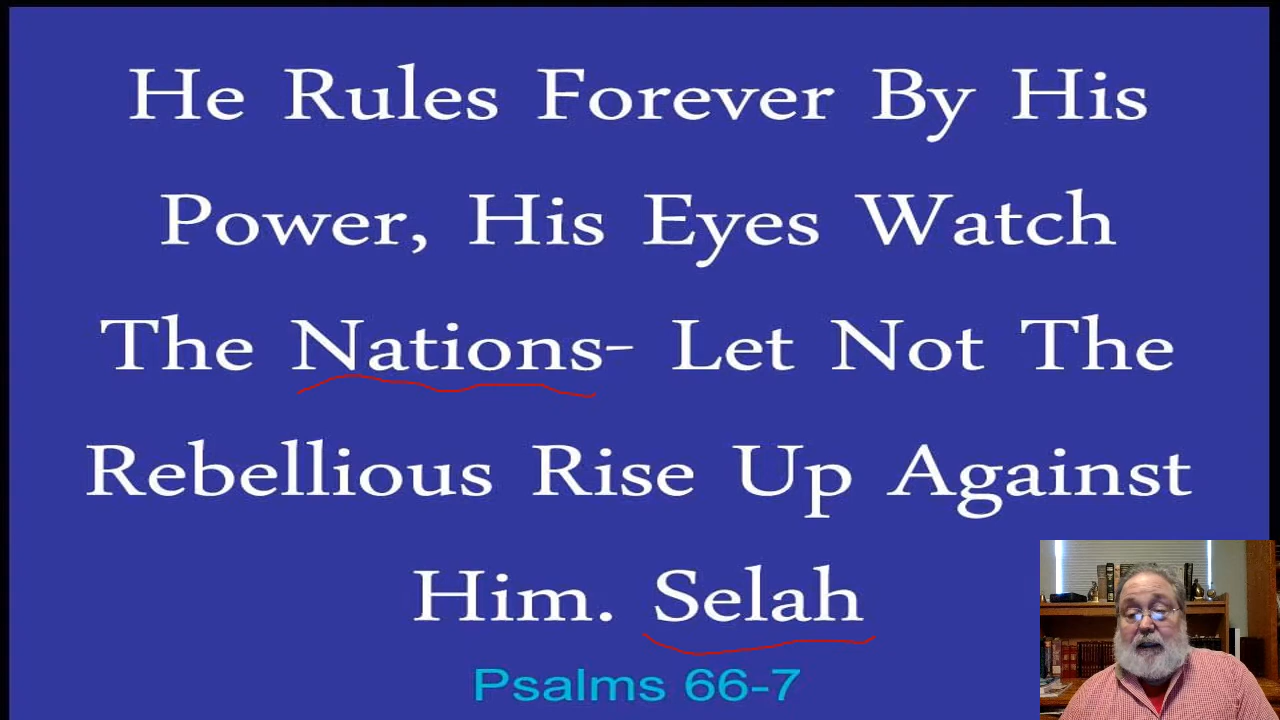 He Rules Forever By His
Power, His Eyes Watch
The Nations- Let Not The
Rebellious Rise Up Against
Him. Selah
Psalms 66-7